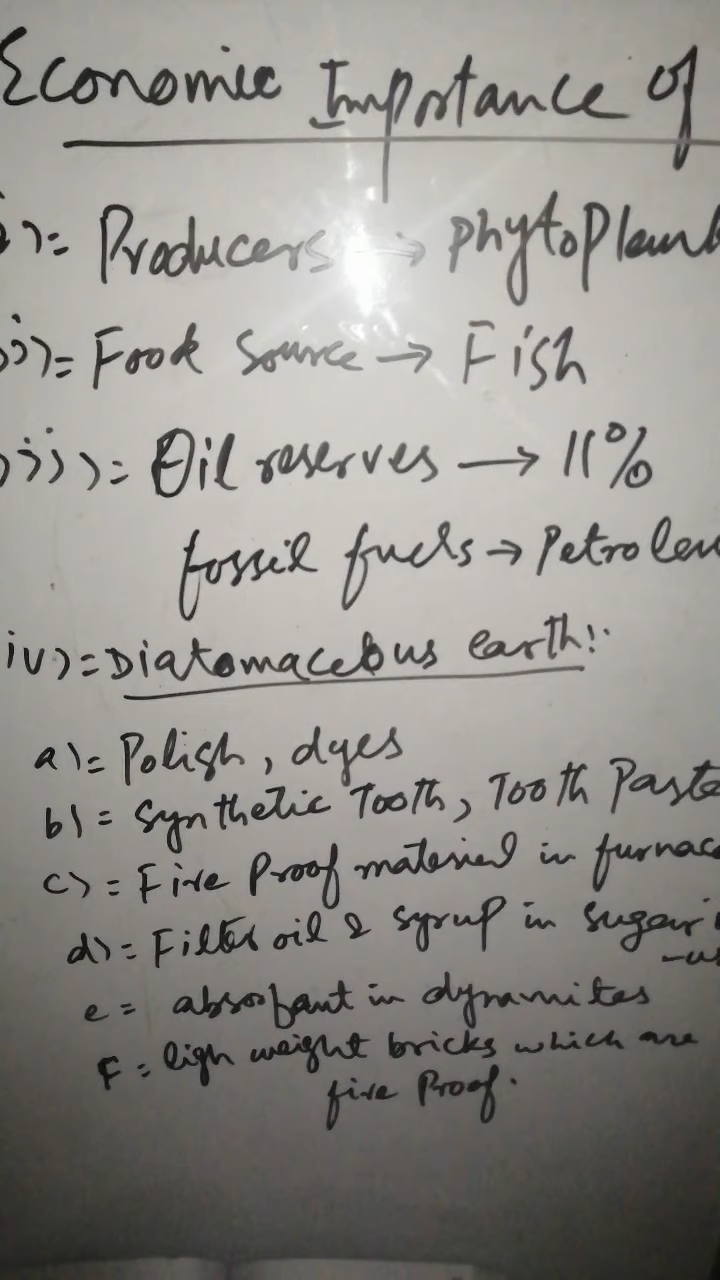 Economic Importance of
i)= Producers → phytoplank
ii)= Food Source → Fish
iii)= Oil reserves → 11%
fossil fuels → Petroleu
iv)= Diatomaceous earth:-
a)= Polish, dyes
b)= Synthetic Tooth, Tooth Paste
c)= Fire Proof material in furnace
d)= Filter oil & syrup in sugar
e= absorbant in dynamites
F= ligh weight bricks which are
fire Proof.